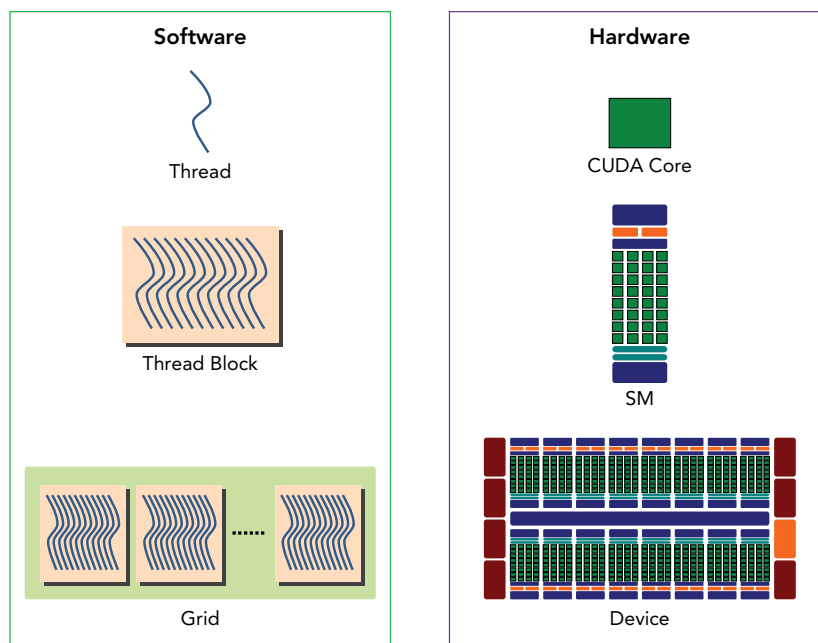 Software
Thread
Thread Block
......
Grid
Hardware
CUDA Core
SM
Device